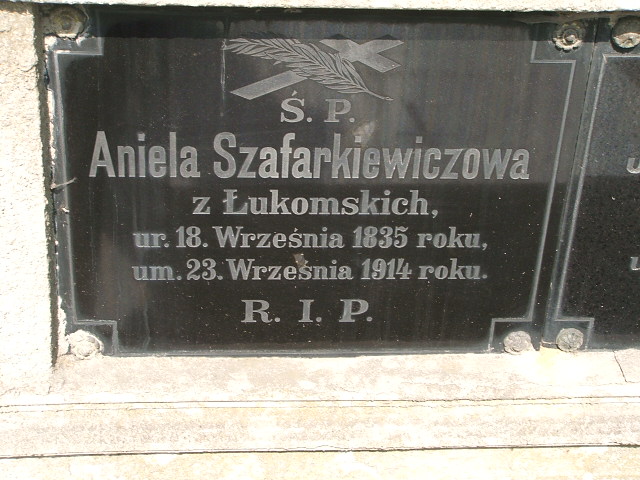 Ś. P.
Aniela Szafarkiewiczowa
z Łukomskich,
ur. 18. Września 1835 roku,
um. 23. Września 1914 roku.
R. I. P.